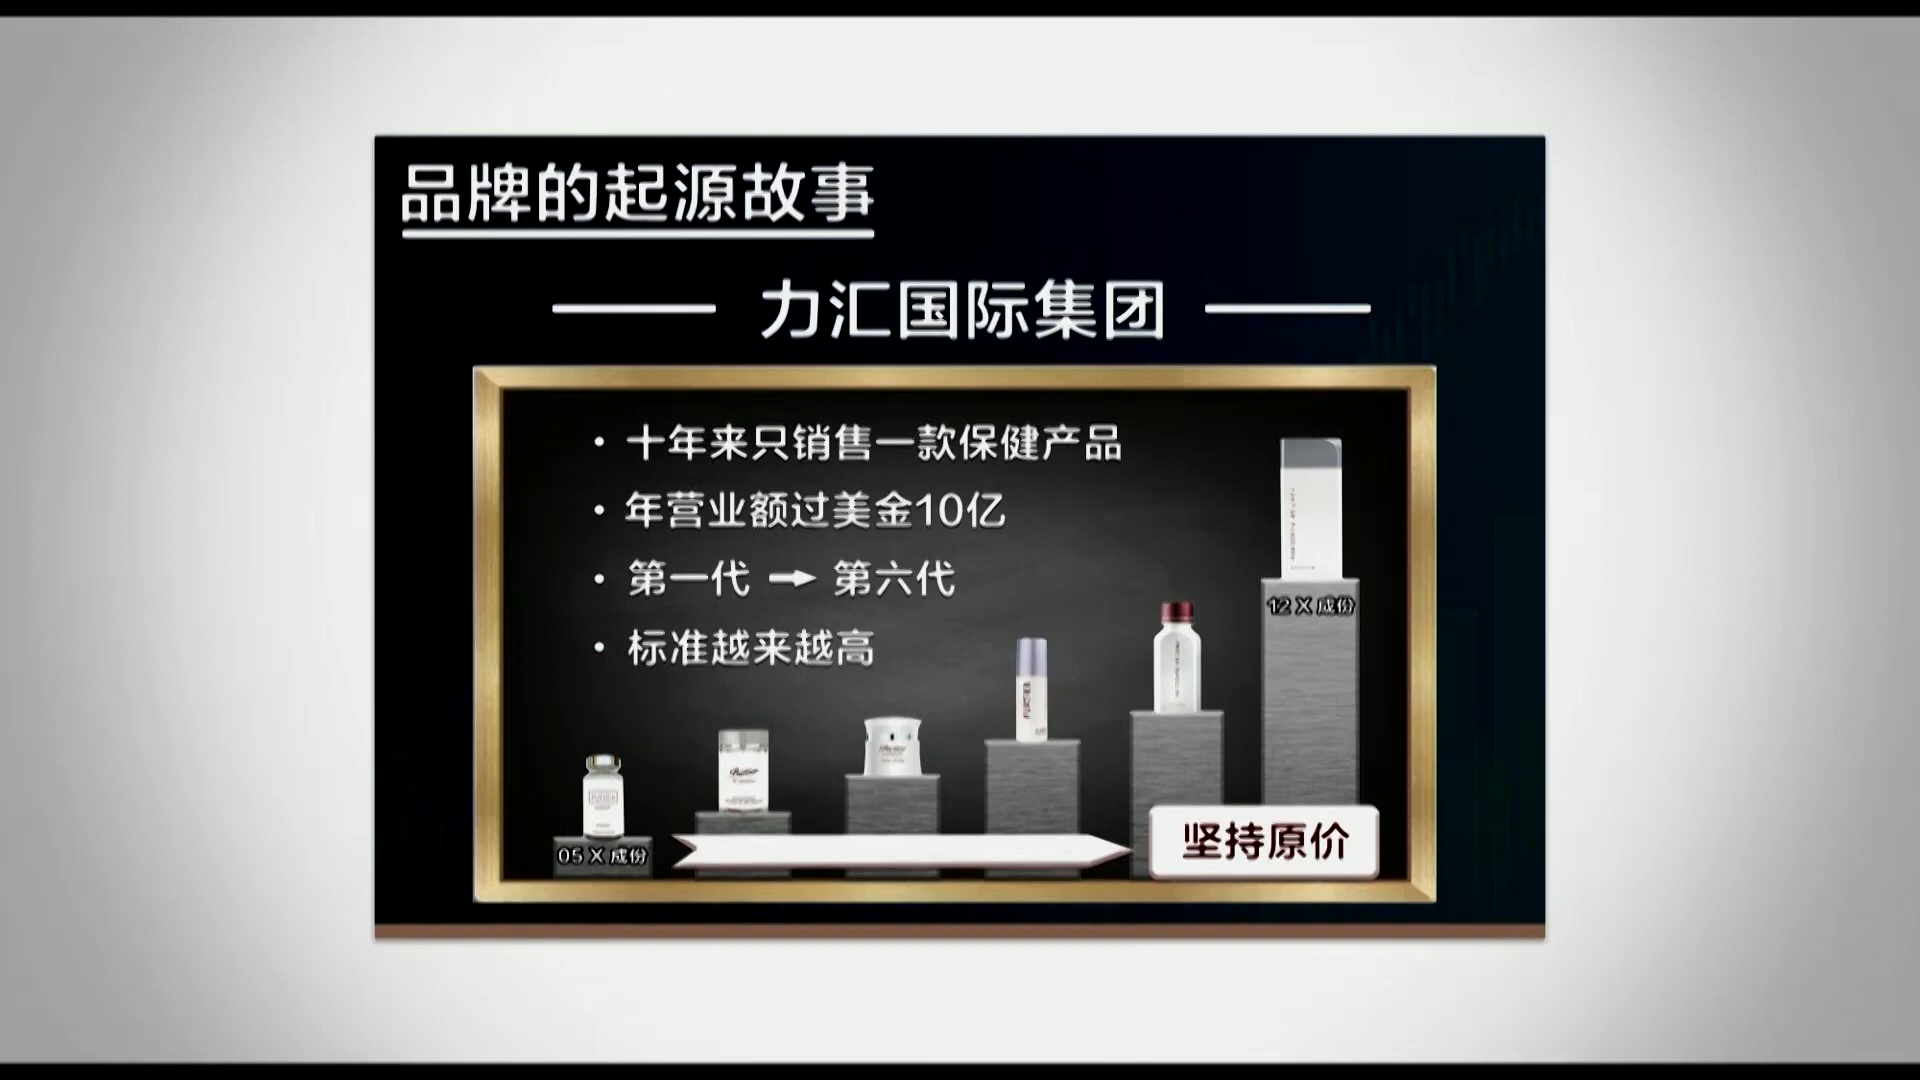 品牌的起源故事
力汇国际集团
• 十年来只销售一款保健产品
• 年营业额过美金10亿
• 第一代 → 第六代
• 标准越来越高
12 X 成份
05 X 成份
坚持原价